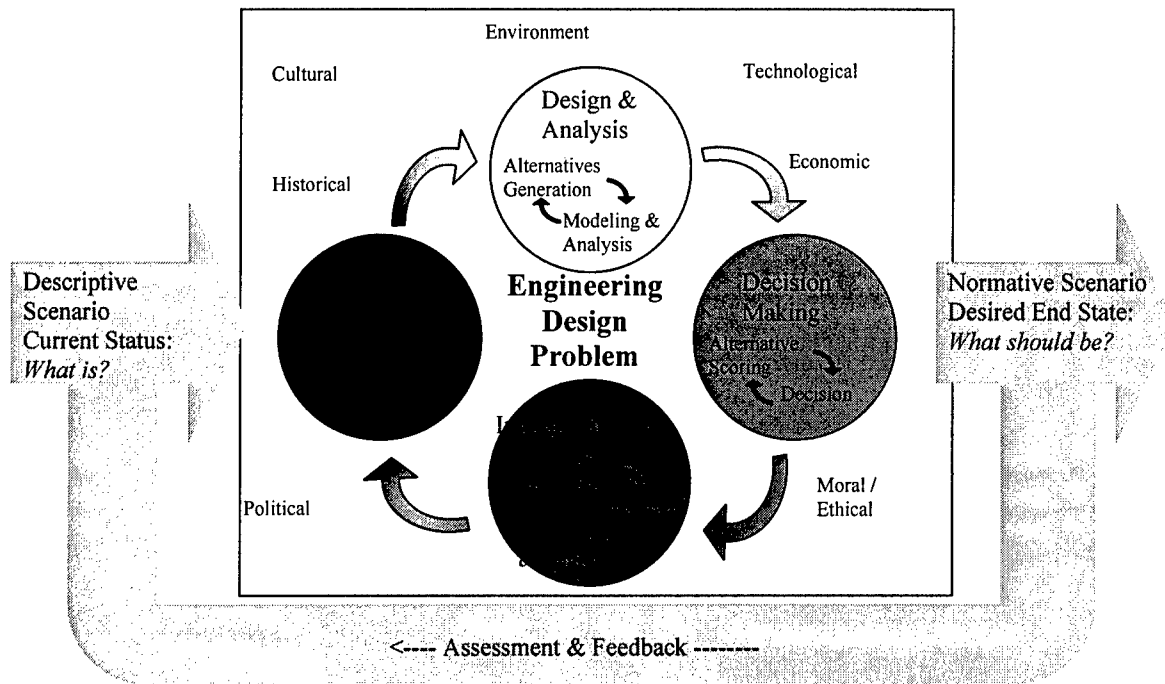 Environment
Cultural
Technological
Design &
Analysis
Alternatives
Generation
Modeling &
Analysis
Economic
Historical
Descriptive
Scenario
Current Status:
What is?
Engineering
Design
Problem
Decision
Making
Alternative
Scoring
Decision
Normative Scenario
Desired End State:
What should be?
Political
Moral /
Ethical
<---- Assessment & Feedback --------